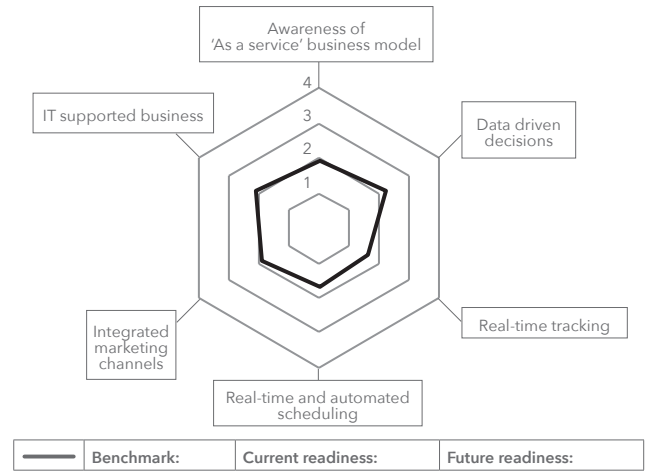 Awareness of
‘As a service’ business model
4
IT supported business
3
Data driven
decisions
2
1
Integrated
marketing
channels
Real-time tracking
Real-time and automated
scheduling
Benchmark:
Current readiness:
Future readiness: